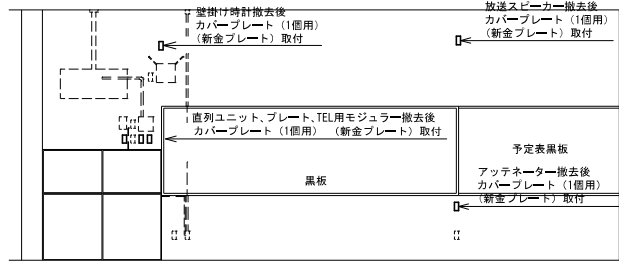 壁掛け時計撤去後
カバープレート（1個用）
（新金プレート）取付
放送スピーカー撤去後
カバープレート（1個用）
（新金プレート）取付
直列ユニット、プレート、TEL用モジュラー撤去後
カバープレート（1個用）　（新金プレート）取付
黒板
予定表黒板
アッテネーター撤去後
カバープレート（1個用）
（新金プレート）取付